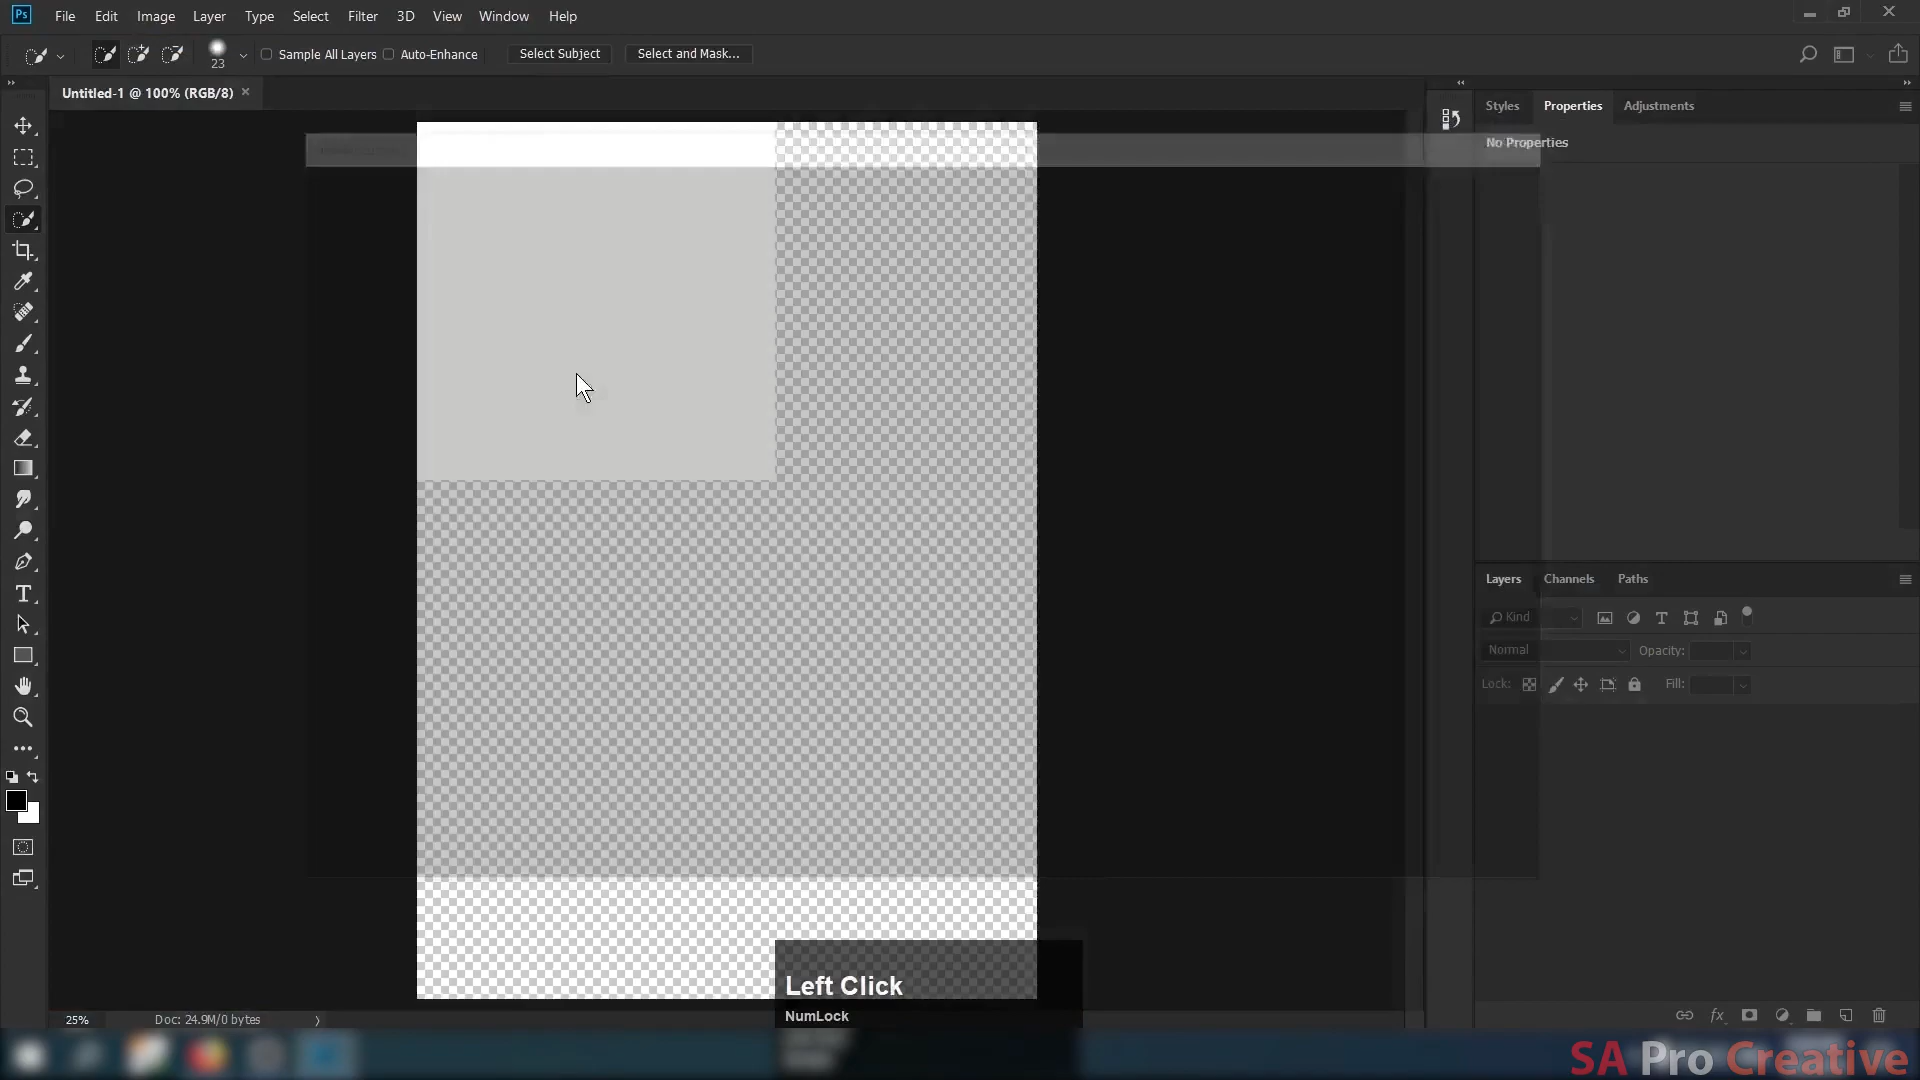 File Edit Image Layer Type Select Filter 3D View Window Help
23
Sample All Layers
Auto-Enhance
Select Subject
Select and Mask...
Untitled-1 @ 100% (RGB/8)
Styles Properties Adjustments
No Properties
Layers Channels Paths
Kind
Normal
Opacity:
Lock:
Fill:
fx
25%
Doc: 24.9M/0 bytes
Left Click
NumLock
SA Pro Creative